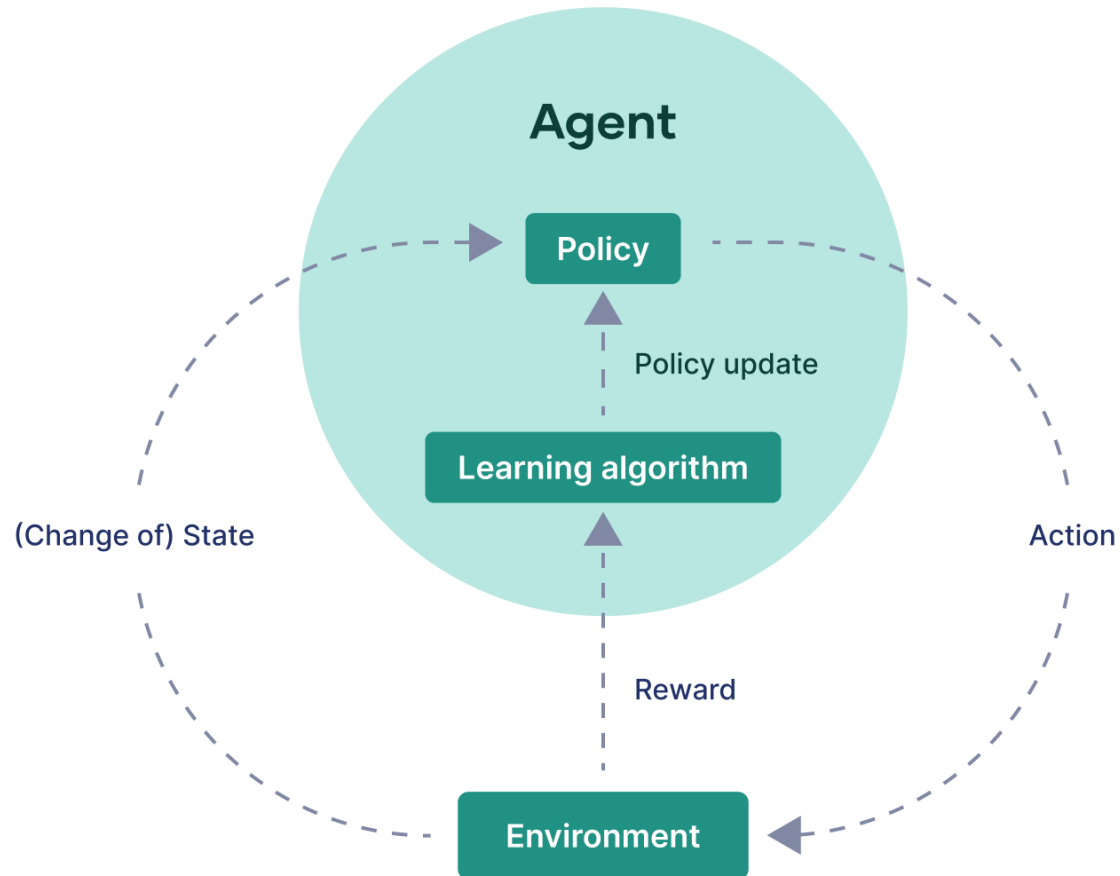 Agent
Policy
Policy update
Learning algorithm
(Change of) State
Action
Reward
Environment